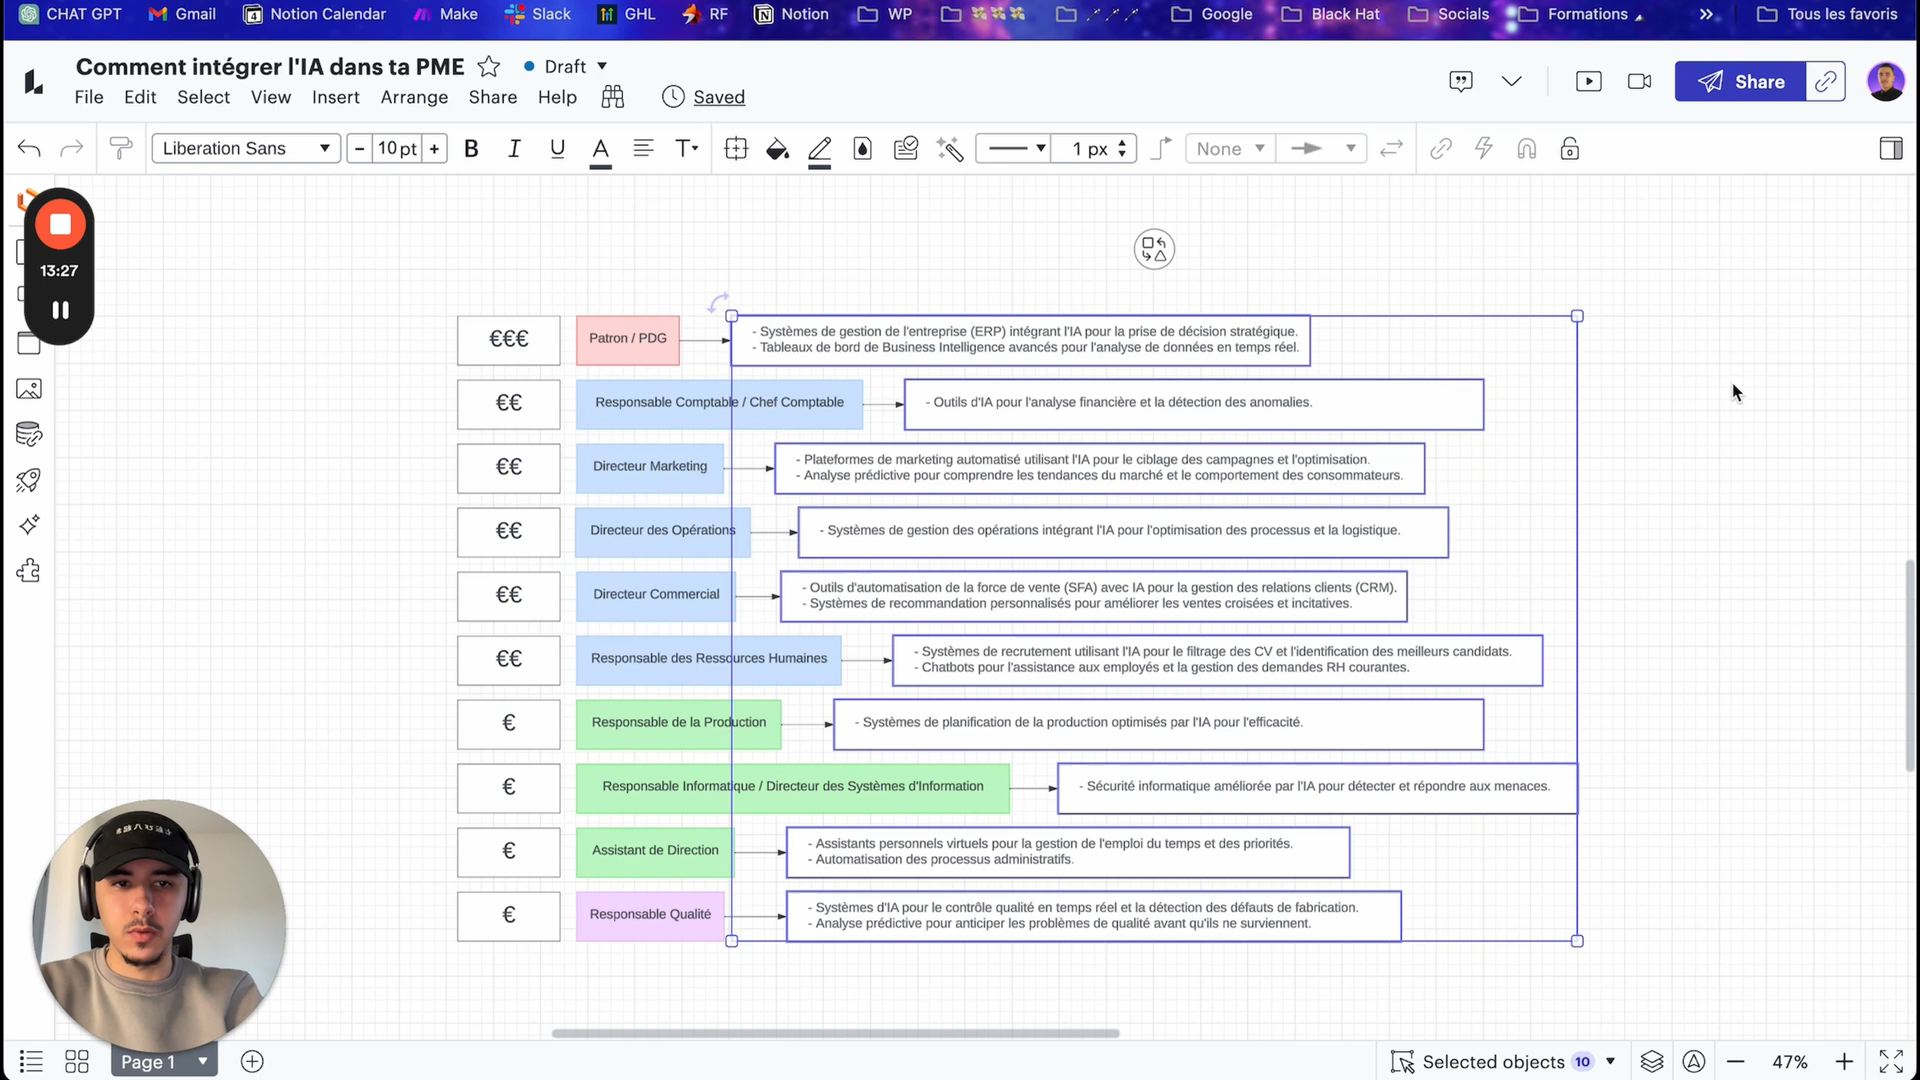 CHAT GPT
Gmail
4 Notion Calendar
Make
Slack
GHL
RF
Notion
WP
Google
Black Hat
Socials
Formations
»
Tous les favoris
Comment intégrer l'IA dans ta PME
Draft
File Edit Select View Insert Arrange Share Help
Saved
Share
Liberation Sans
− 10 pt +
B I U A T
1 px
None
13:27
€€€
Patron / PDG
- Systèmes de gestion de l'entreprise (ERP) intégrant l'IA pour la prise de décision stratégique.
- Tableaux de bord de Business Intelligence avancés pour l'analyse de données en temps réel.
€€
Responsable Comptable / Chef Comptable
- Outils d'IA pour l'analyse financière et la détection des anomalies.
€€
Directeur Marketing
- Plateformes de marketing automatisé utilisant l'IA pour le ciblage des campagnes et l'optimisation.
- Analyse prédictive pour comprendre les tendances du marché et le comportement des consommateurs.
€€
Directeur des Opérations
- Systèmes de gestion des opérations intégrant l'IA pour l'optimisation des processus et la logistique.
€€
Directeur Commercial
- Outils d'automatisation de la force de vente (SFA) avec IA pour la gestion des relations clients (CRM).
- Systèmes de recommandation personnalisés pour améliorer les ventes croisées et incitatives.
€€
Responsable des Ressources Humaines
- Systèmes de recrutement utilisant l'IA pour le filtrage des CV et l'identification des meilleurs candidats.
- Chatbots pour l'assistance aux employés et la gestion des demandes RH courantes.
€
Responsable de la Production
- Systèmes de planification de la production optimisés par l'IA pour l'efficacité.
€
Responsable Informatique / Directeur des Systèmes d'Information
- Sécurité informatique améliorée par l'IA pour détecter et répondre aux menaces.
€
Assistant de Direction
- Assistants personnels virtuels pour la gestion de l'emploi du temps et des priorités.
- Automatisation des processus administratifs.
€
Responsable Qualité
- Systèmes d'IA pour le contrôle qualité en temps réel et la détection des défauts de fabrication.
- Analyse prédictive pour anticiper les problèmes de qualité avant qu'ils ne surviennent.
Page 1
Selected objects 10
47%